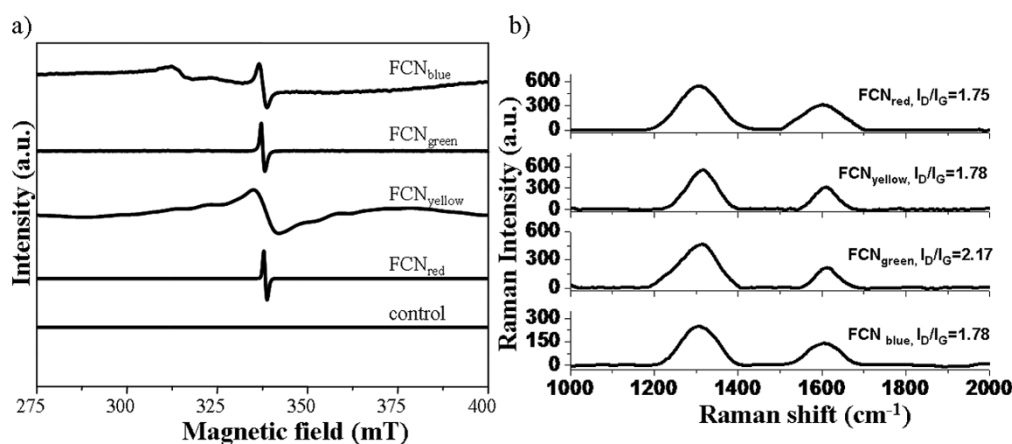 a)
Intensity (a.u.)
FCNblue
FCNgreen
FCNyellow
FCNred
control
275 300 325 350 375 400
Magnetic field (mT)
b)
Raman Intensity (a.u.)
600
300
0
FCNred, ID/IG=1.75
600
300
0
FCNyellow, ID/IG=1.78
600
300
0
FCNgreen, ID/IG=2.17
300
150
0
FCN blue, ID/IG=1.78
1000 1200 1400 1600 1800 2000
Raman shift (cm⁻¹)